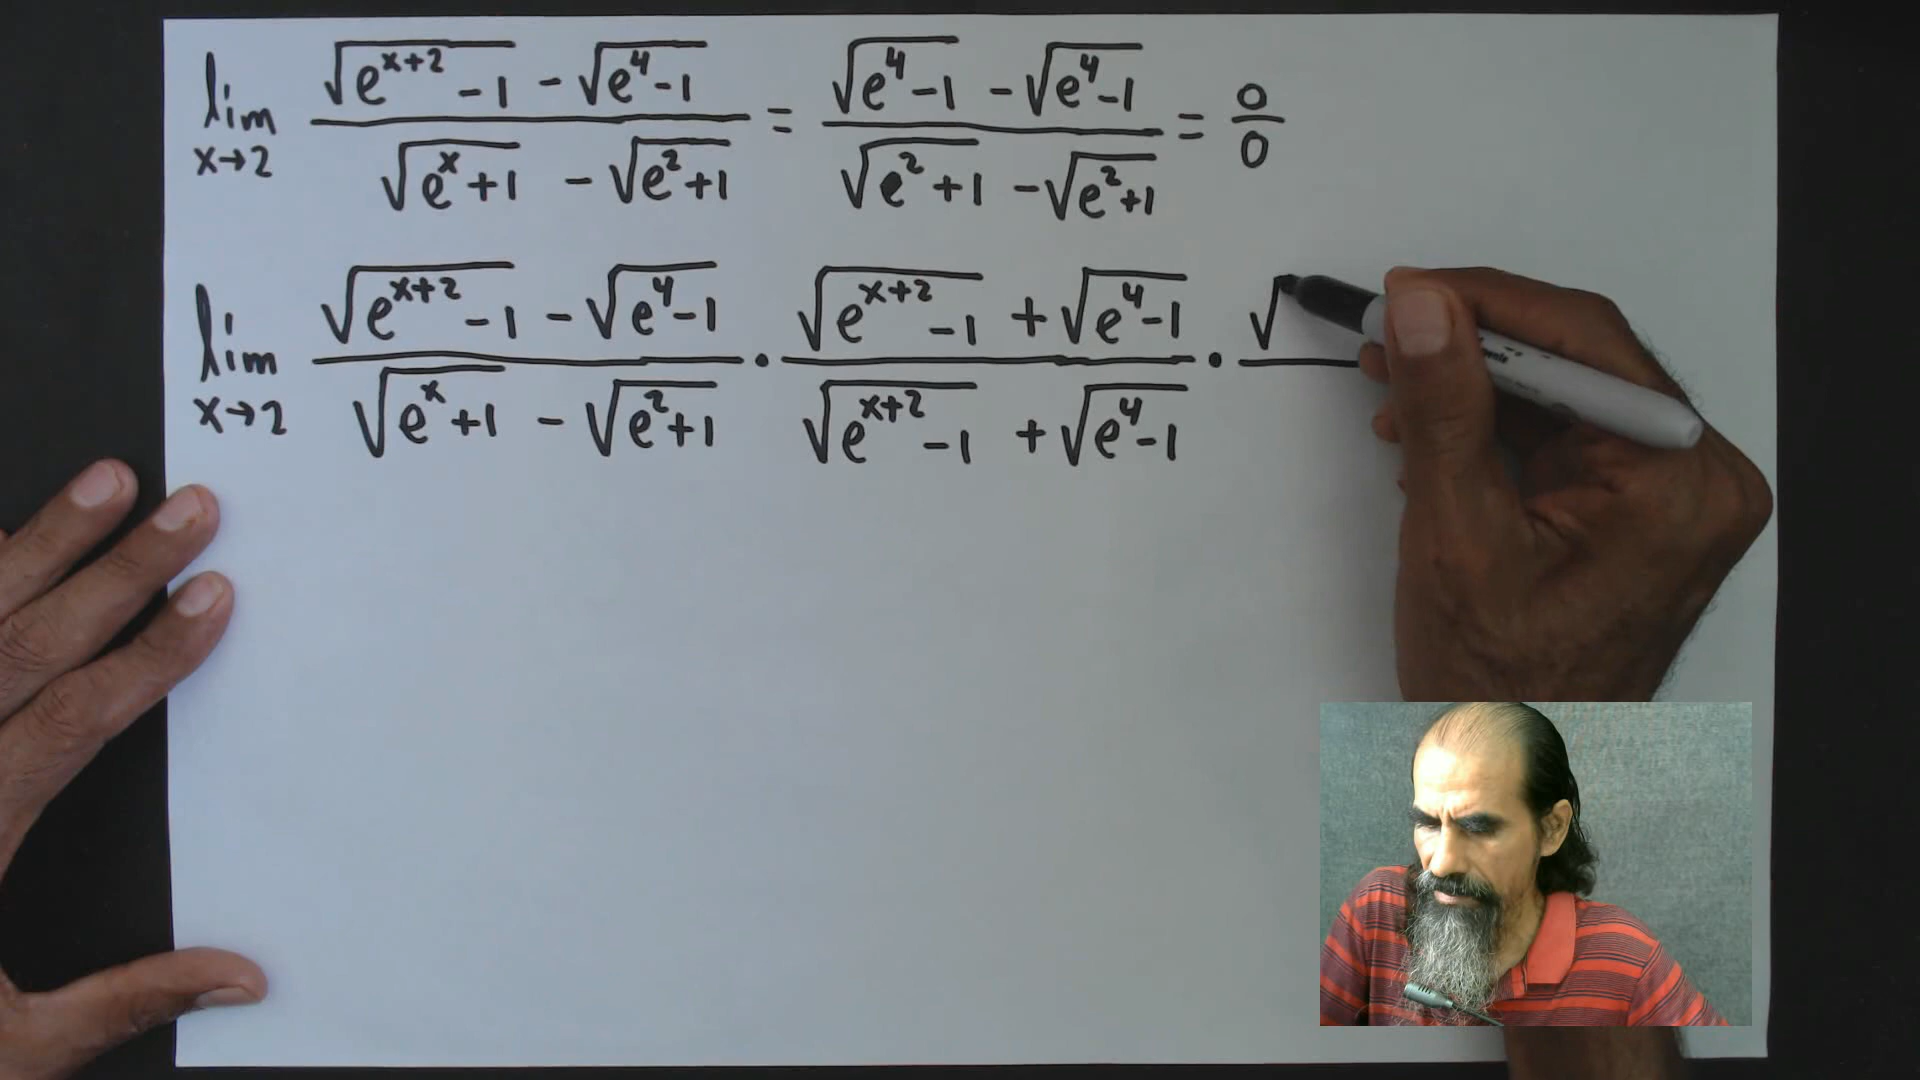 lim x→2 (√(e^(x+2) -1) - √(e^4-1)) / (√(e^x+1) - √(e^2+1)) = (√(e^4-1) - √(e^4-1)) / (√(e^2+1) - √(e^2+1)) = 0/0
lim x→2 (√(e^(x+2) -1) - √(e^4-1)) / (√(e^x+1) - √(e^2+1)) · (√(e^(x+2) -1) + √(e^4-1)) / (√(e^(x+2) -1) + √(e^4-1)) · √